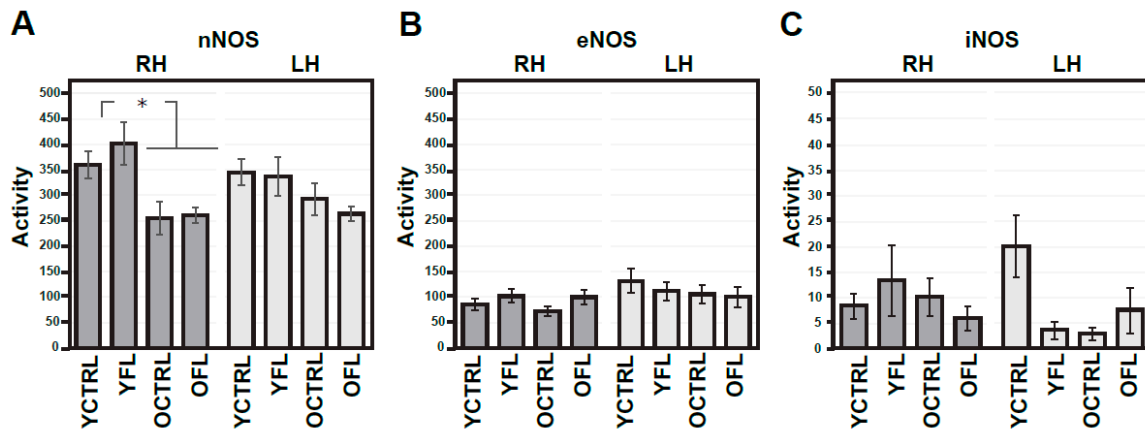 A
nNOS
RH LH
500
450
400
350
300
250
200
150
100
50
0
Activity
*
YCTRL YFL OCTRL OFL YCTRL YFL OCTRL OFL
B
eNOS
RH LH
500
450
400
350
300
250
200
150
100
50
0
Activity
YCTRL YFL OCTRL OFL YCTRL YFL OCTRL OFL
C
iNOS
RH LH
50
45
40
35
30
25
20
15
10
5
0
Activity
YCTRL YFL OCTRL OFL YCTRL YFL OCTRL OFL